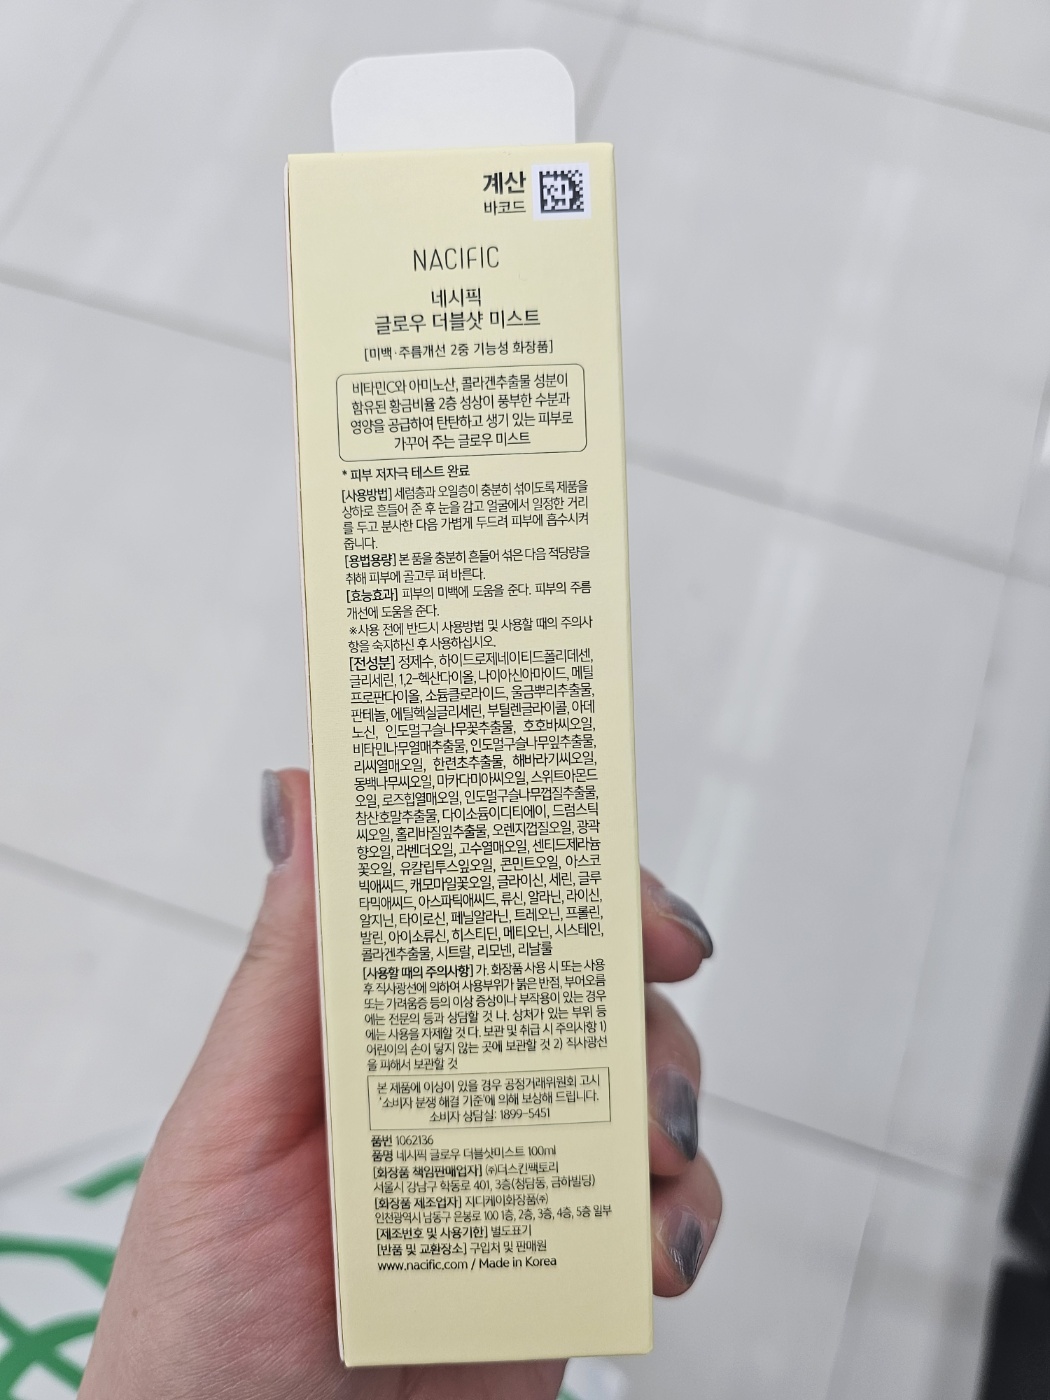 계산
바코드
NACIFIC
네시픽
글로우 더블샷 미스트
[미백·주름개선 2중 기능성 화장품]
비타민C와 아미노산, 콜라겐추출물 성분이
함유된 황금비율 2층 성상이 풍부한 수분과
영양을 공급하여 탄탄하고 생기 있는 피부로
가꾸어 주는 글로우 미스트
* 피부 저자극 테스트 완료
[사용방법] 세럼층과 오일층이 충분히 섞이도록 제품을
상하로 흔들어 준 후 눈을 감고 얼굴에서 일정한 거리
를 두고 분사한 다음 가볍게 두드려 피부에 흡수시켜
줍니다.
[용법용량] 본 품을 충분히 흔들어 섞은 다음 적당량을
취해 피부에 골고루 펴 바른다.
[효능효과] 피부의 미백에 도움을 준다. 피부의 주름
개선에 도움을 준다.
※사용 전에 반드시 사용방법 및 사용할 때의 주의사
항을 숙지하신 후 사용하십시오.
[전성분] 정제수, 하이드로제네이티드폴리데센,
글리세린, 1,2-헥산다이올, 나이아신아마이드, 메틸
프로판다이올, 소듐클로라이드, 울금뿌리추출물,
판테놀, 에틸헥실글리세린, 부틸렌글라이콜, 아데
노신, 인도멀구슬나무꽃추출물, 호호바씨오일,
비타민나무열매추출물, 인도멀구슬나무잎추출물,
리씨열매오일, 한련초추출물, 해바라기씨오일,
동백나무씨오일, 마카다미아씨오일, 스위트아몬드
오일, 로즈힙열매오일, 인도멀구슬나무껍질추출물,
참산호말추출물, 다이소듐이디티에이, 드럼스틱
씨오일, 홀리바질잎추출물, 오렌지껍질오일, 광곽
향오일, 라벤더오일, 고수열매오일, 센티드제라늄
꽃오일, 유칼립투스잎오일, 콘민트오일, 아스코
빅애씨드, 캐모마일꽃오일, 글라이신, 세린, 글루
타믹애씨드, 아스파틱애씨드, 류신, 알라닌, 라이신,
알지닌, 타이로신, 페닐알라닌, 트레오닌, 프롤린,
발린, 아이소류신, 히스티딘, 메티오닌, 시스테인,
콜라겐추출물, 시트랄, 리모넨, 리날룰
[사용할 때의 주의사항] 가. 화장품 사용 시 또는 사용
후 직사광선에 의하여 사용부위가 붉은 반점, 부어오름
또는 가려움증 등의 이상 증상이나 부작용이 있는 경우
에는 전문의 등과 상담할 것 나. 상처가 있는 부위 등
에는 사용을 자제할 것 다. 보관 및 취급 시 주의사항 1)
어린이의 손이 닿지 않는 곳에 보관할 것 2) 직사광선
을 피해서 보관할 것
본 제품에 이상이 있을 경우 공정거래위원회 고시
'소비자 분쟁 해결 기준'에 의해 보상해 드립니다.
소비자 상담실: 1899-5451
품번 1062136
품명 네시픽 글로우 더블샷미스트 100ml
[화장품 책임판매업자] ㈜더스킨팩토리
서울시 강남구 학동로 401, 3층(청담동, 금하빌딩)
[화장품 제조업자] 지디케이화장품㈜
인천광역시 남동구 은봉로 100 1층, 2층, 3층, 4층, 5층 일부
[제조번호 및 사용기한] 별도표기
[반품 및 교환장소] 구입처 및 판매원
www.nacific.com / Made in Korea